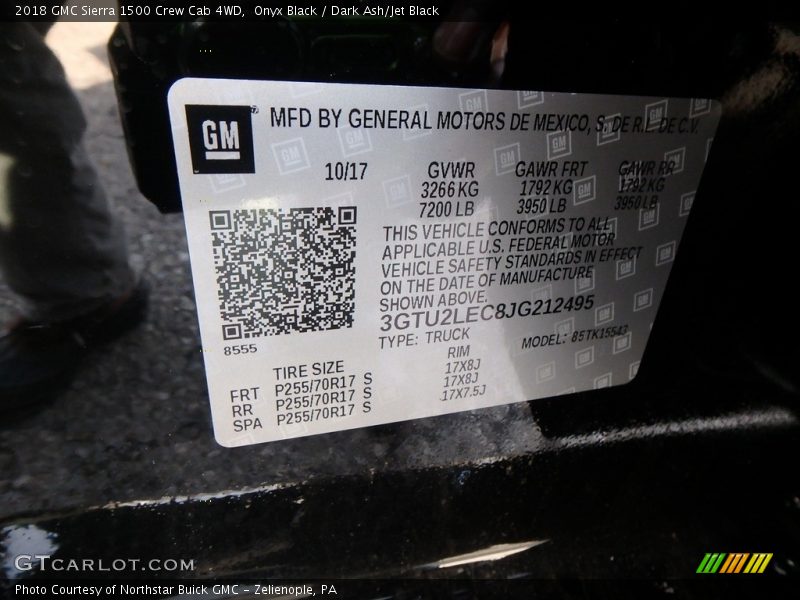 2018 GMC Sierra 1500 Crew Cab 4WD, Onyx Black / Dark Ash/Jet Black
GM
MFD BY GENERAL MOTORS DE MEXICO, S. DE R.L. DE C.V.
10/17 GVWR GAWR FRT GAWR RR
3266 KG 1792 KG 1792 KG
7200 LB 3950 LB 3950 LB
THIS VEHICLE CONFORMS TO ALL
APPLICABLE U.S. FEDERAL MOTOR
VEHICLE SAFETY STANDARDS IN EFFECT
ON THE DATE OF MANUFACTURE
SHOWN ABOVE.
3GTU2LEC8JG212495
8555
TYPE: TRUCK MODEL: 85TK15543
TIRE SIZE RIM
FRT P255/70R17 S 17X8J
RR P255/70R17 S 17X8J
SPA P255/70R17 S 17X7.5J
GTCARLOT.COM
Photo Courtesy of Northstar Buick GMC - Zelienople, PA